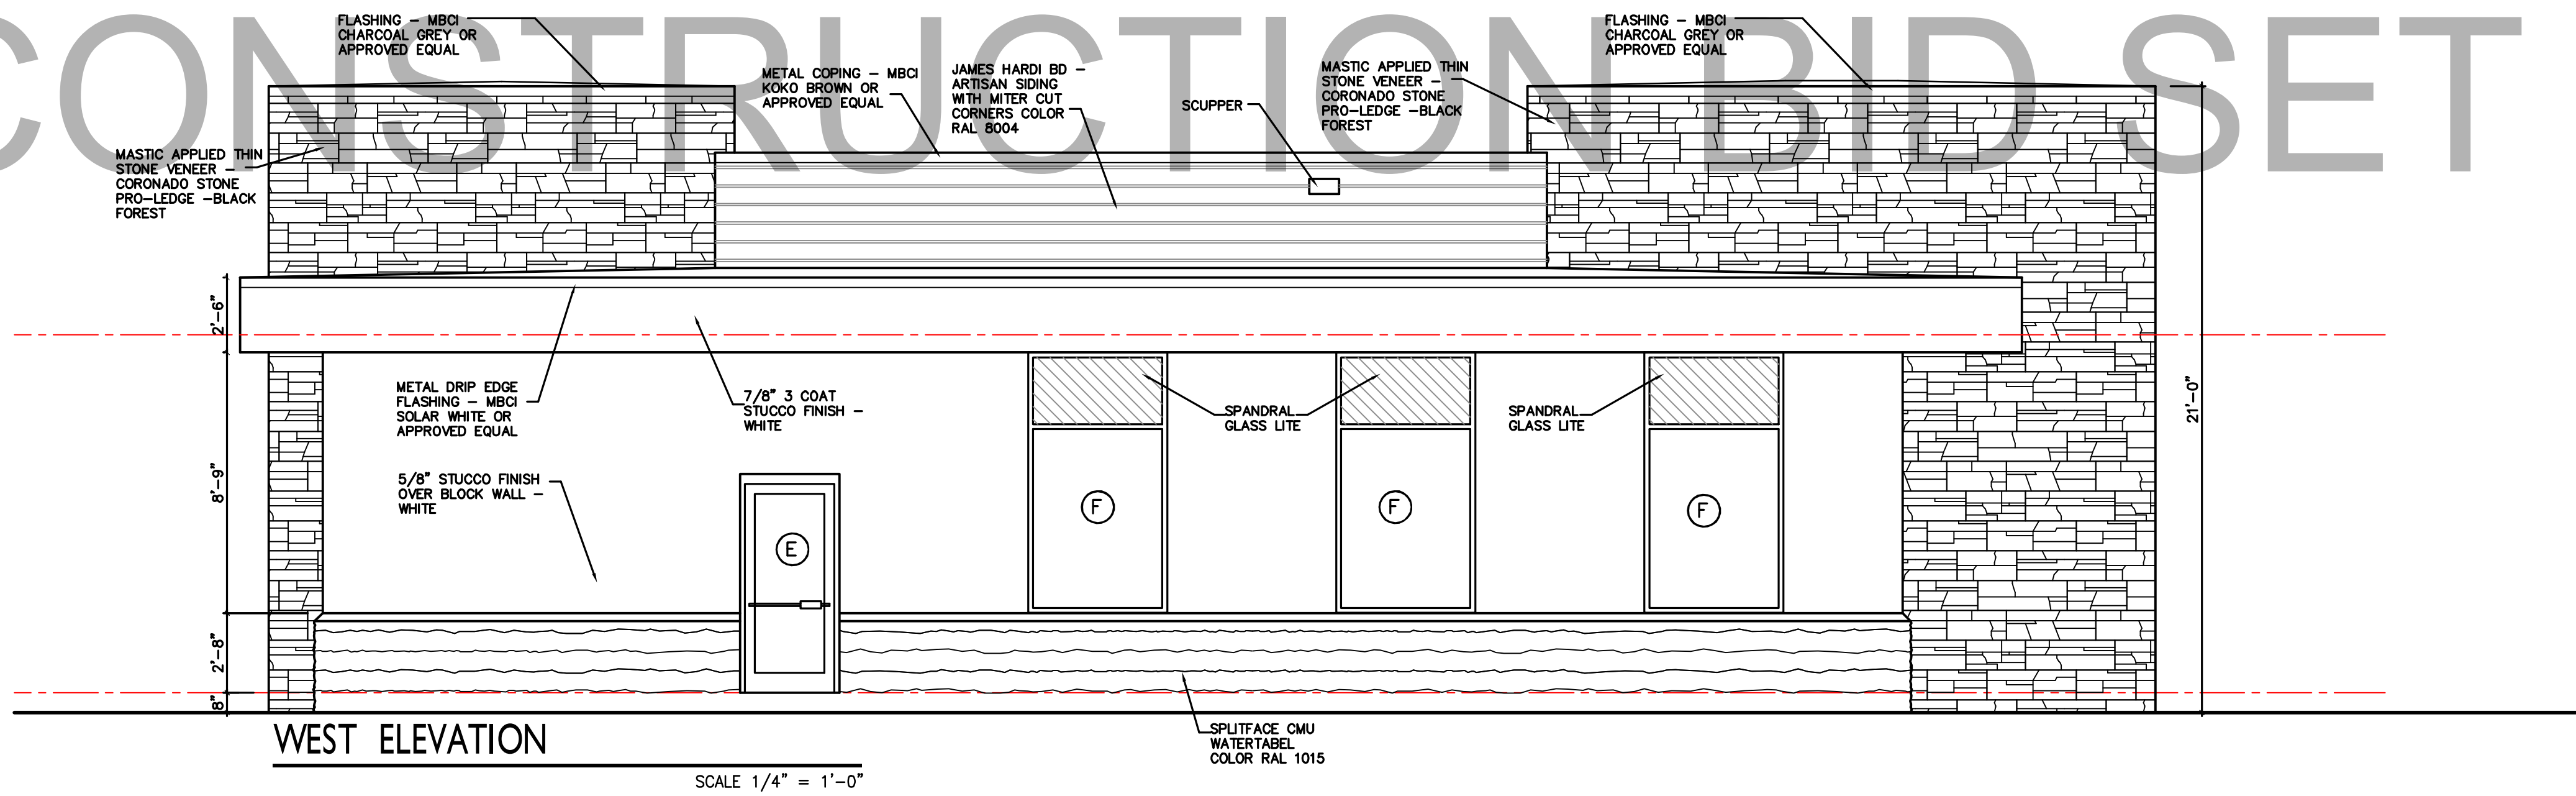 CONSTRUCTION BID SET
FLASHING – MBCI
CHARCOAL GREY OR
APPROVED EQUAL
METAL COPING – MBCI
KOKO BROWN OR
APPROVED EQUAL
JAMES HARDI BD –
ARTISAN SIDING
WITH MITER CUT
CORNERS COLOR
RAL 8004
SCUPPER
MASTIC APPLIED THIN
STONE VENEER –
CORONADO STONE
PRO–LEDGE –BLACK
FOREST
FLASHING – MBCI
CHARCOAL GREY OR
APPROVED EQUAL
MASTIC APPLIED THIN
STONE VENEER –
CORONADO STONE
PRO–LEDGE –BLACK
FOREST
2'–6"
8'–9"
2'–8"
8"
21'–0"
METAL DRIP EDGE
FLASHING – MBCI
SOLAR WHITE OR
APPROVED EQUAL
7/8" 3 COAT
STUCCO FINISH –
WHITE
SPANDRAL
GLASS LITE
SPANDRAL
GLASS LITE
5/8" STUCCO FINISH
OVER BLOCK WALL –
WHITE
E
F
F
F
SPLITFACE CMU
WATERTABEL
COLOR RAL 1015
WEST ELEVATION
SCALE 1/4" = 1'–0"